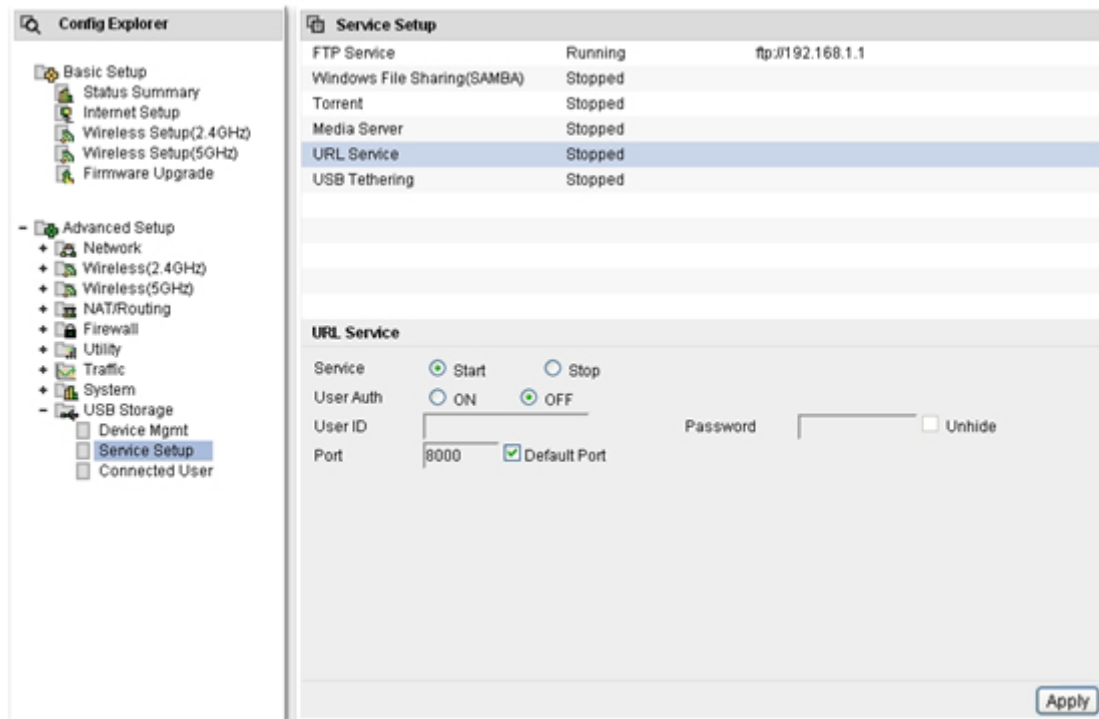 Config Explorer
Basic Setup
Status Summary
Internet Setup
Wireless Setup(2.4GHz)
Wireless Setup(5GHz)
Firmware Upgrade
Advanced Setup
Network
Wireless(2.4GHz)
Wireless(5GHz)
NAT/Routing
Firewall
Utility
Traffic
System
USB Storage
Device Mgmt
Service Setup
Connected User
Service Setup
FTP Service Running ftp://192.168.1.1
Windows File Sharing(SAMBA) Stopped
Torrent Stopped
Media Server Stopped
URL Service Stopped
USB Tethering Stopped
URL Service
Service Start Stop
User Auth ON OFF
User ID Password Unhide
Port 8000 Default Port
Apply